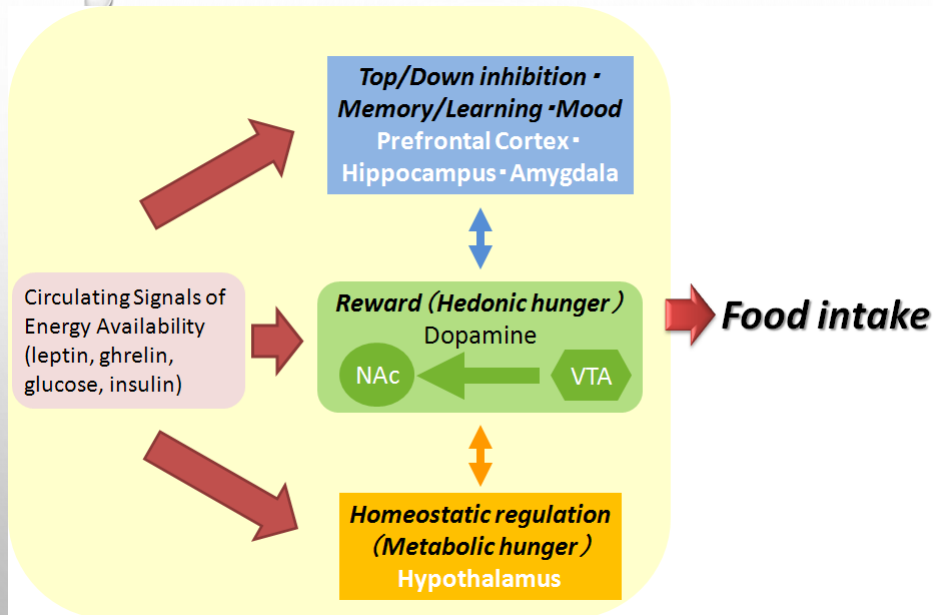 Top/Down inhibition・
Memory/Learning・Mood
Prefrontal Cortex・
Hippocampus・Amygdala
Circulating Signals of
Energy Availability
(leptin, ghrelin,
glucose, insulin)
Reward（Hedonic hunger）
Dopamine
NAc
VTA
Food intake
Homeostatic regulation
（Metabolic hunger）
Hypothalamus